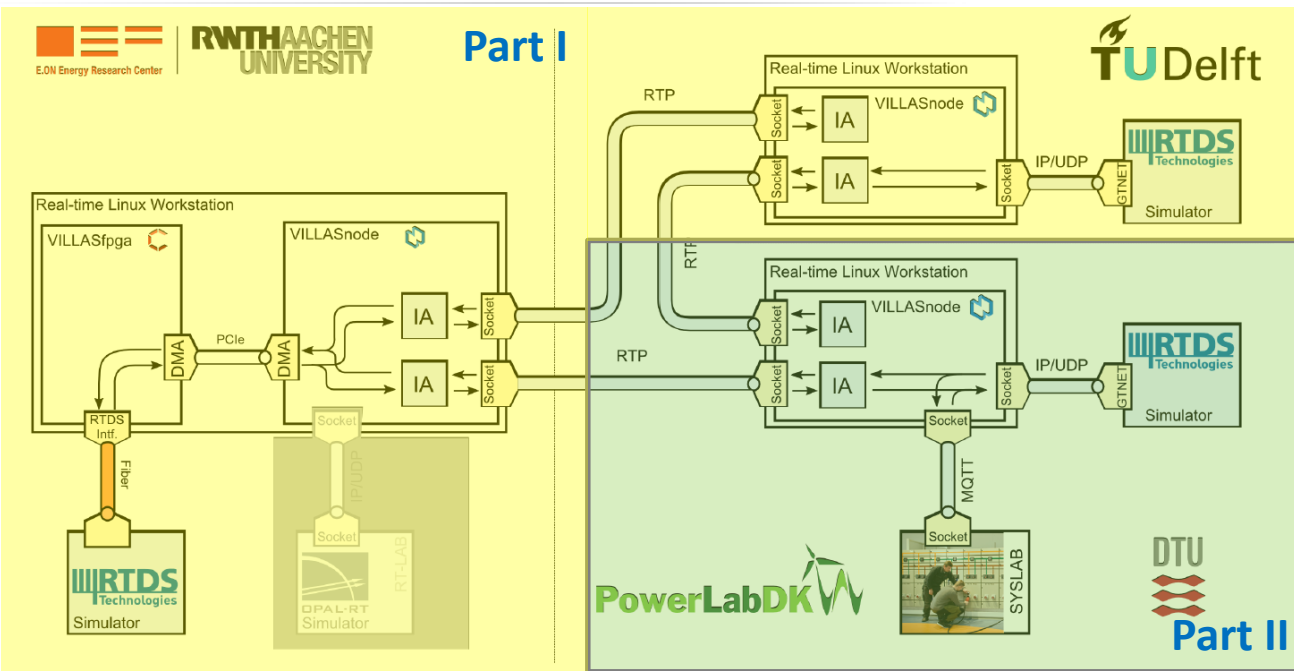 E.ON Energy Research Center
RWTHAACHEN
UNIVERSITY
Part I
TUDelft
Real-time Linux Workstation
VILLASnode
Socket
IA
Socket
IA
Socket
IP/UDP
GTNET
RTDS
Technologies
Simulator
RTP
RTP
Real-time Linux Workstation
VILLASfpga
VILLASnode
DMA
PCIe
DMA
IA
Socket
IA
Socket
RTDS
Intf.
Fiber
RTDS
Technologies
Simulator
Socket
IP/UDP
Socket
RT-LAB
OPAL-RT
Simulator
RTP
Real-time Linux Workstation
VILLASnode
Socket
IA
Socket
IA
Socket
IP/UDP
GTNET
RTDS
Technologies
Simulator
Socket
MQTT
Socket
SYSLAB
PowerLabDK
DTU
Part II